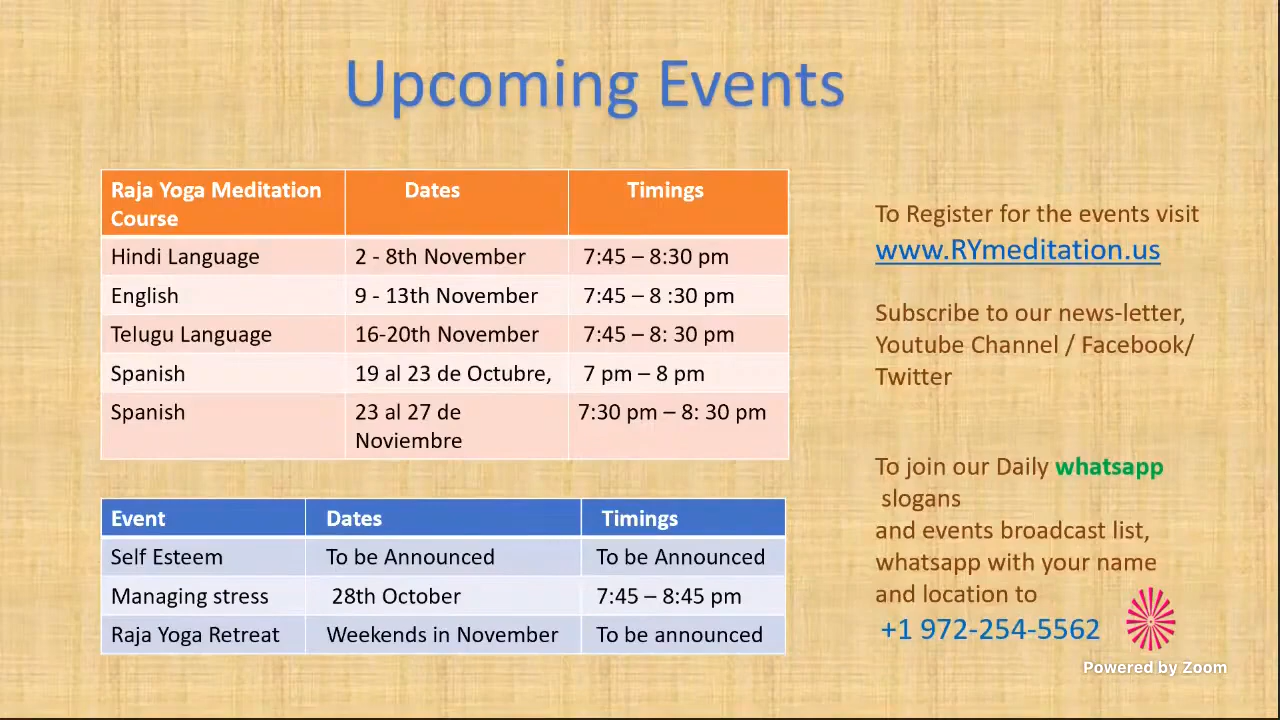 Upcoming Events
Raja Yoga Meditation Course Dates Timings
Hindi Language 2 - 8th November 7:45 – 8:30 pm
English 9 - 13th November 7:45 – 8 :30 pm
Telugu Language 16-20th November 7:45 – 8: 30 pm
Spanish 19 al 23 de Octubre, 7 pm – 8 pm
Spanish 23 al 27 de Noviembre 7:30 pm – 8: 30 pm
Event Dates Timings
Self Esteem To be Announced To be Announced
Managing stress 28th October 7:45 – 8:45 pm
Raja Yoga Retreat Weekends in November To be announced
To Register for the events visit
www.RYmeditation.us
Subscribe to our news-letter,
Youtube Channel / Facebook/
Twitter
To join our Daily whatsapp
slogans
and events broadcast list,
whatsapp with your name
and location to
+1 972-254-5562
Powered by Zoom